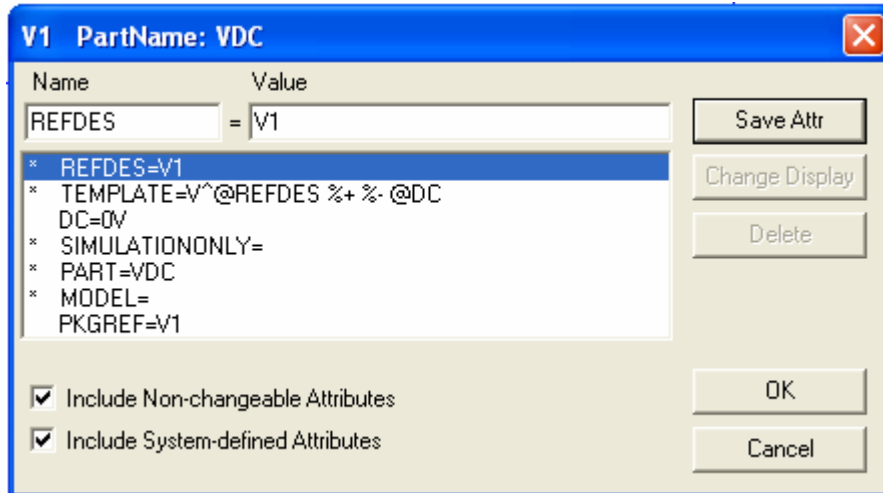 V1 PartName: VDC
Name Value
REFDES = V1
Save Attr
* REFDES=V1
* TEMPLATE=V^@REFDES %+ %- @DC
DC=0V
* SIMULATIONONLY=
* PART=VDC
* MODEL=
PKGREF=V1
Change Display
Delete
Include Non-changeable Attributes
Include System-defined Attributes
OK
Cancel